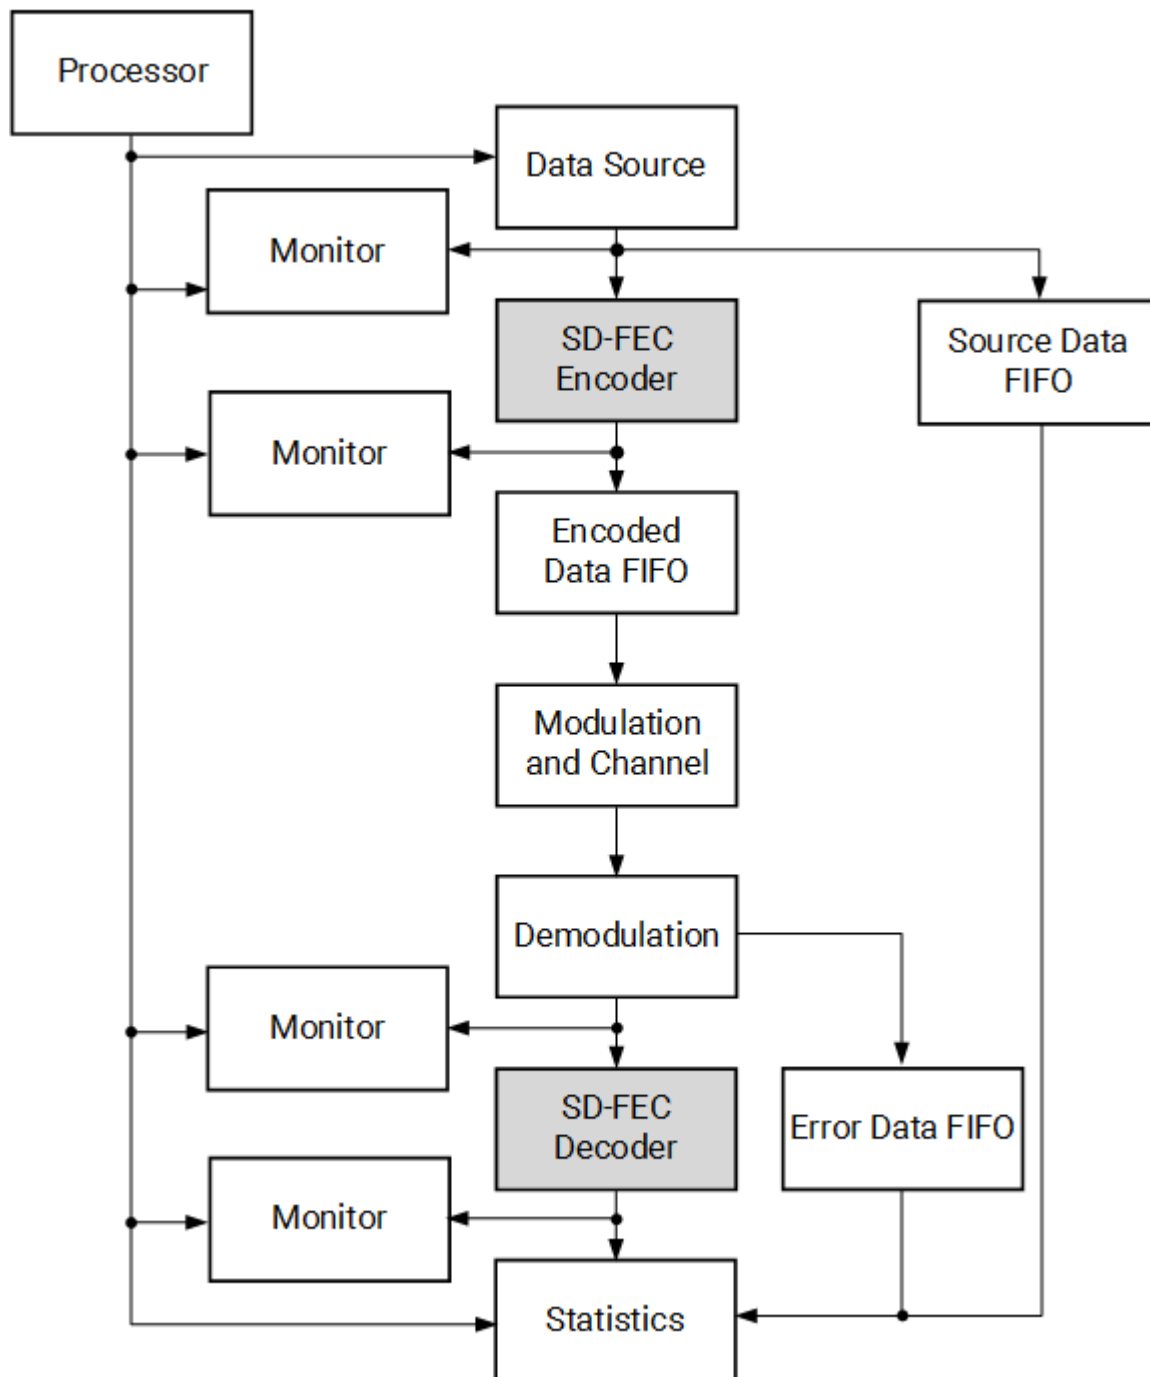 Processor
Data Source
Monitor
SD-FEC
Encoder
Source Data
FIFO
Monitor
Encoded
Data FIFO
Modulation
and Channel
Demodulation
Monitor
SD-FEC
Decoder
Error Data FIFO
Monitor
Statistics